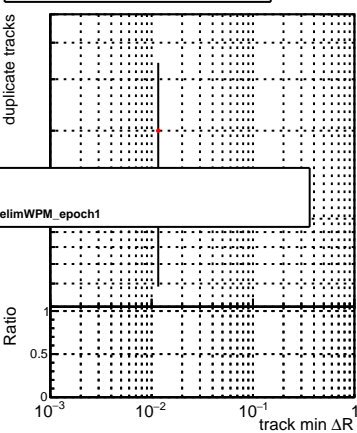 duplicate tracks
elimWPM_epoch1
Ratio
1
0.5
0
10⁻³ 10⁻² 10⁻¹ 1
track min ΔR